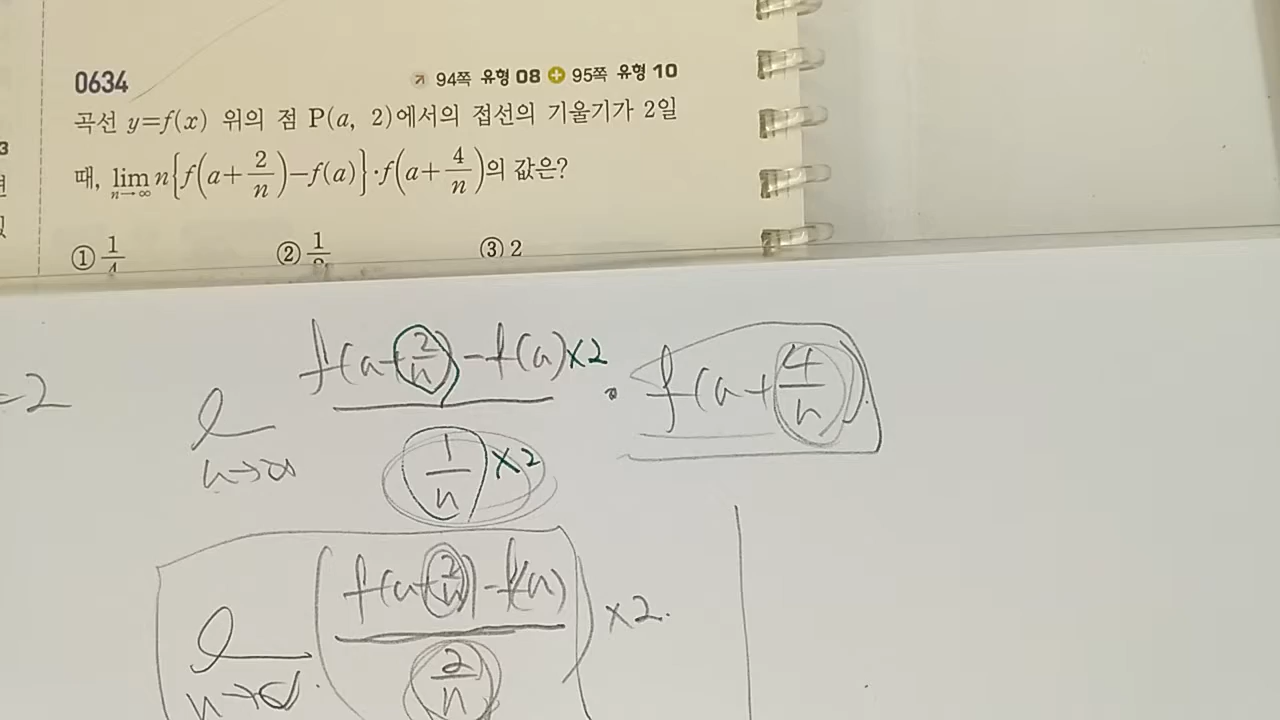 0634
ㄱ 94쪽 유형 08 + 95쪽 유형 10
곡선 y=f(x) 위의 점 P(a, 2)에서의 접선의 기울기가 2일
때, lim n→∞ n{f(a+2/n)-f(a)}·f(a+4/n)의 값은?
① 1/4 ② 1/2 ③ 2
=2
l n→∞ f(a+2/n)-f(a)×2 / 1/n ×2 · f(a+4/n).
l n→∞ (f(a+2/n)-f(a) / 2/n) ×2.